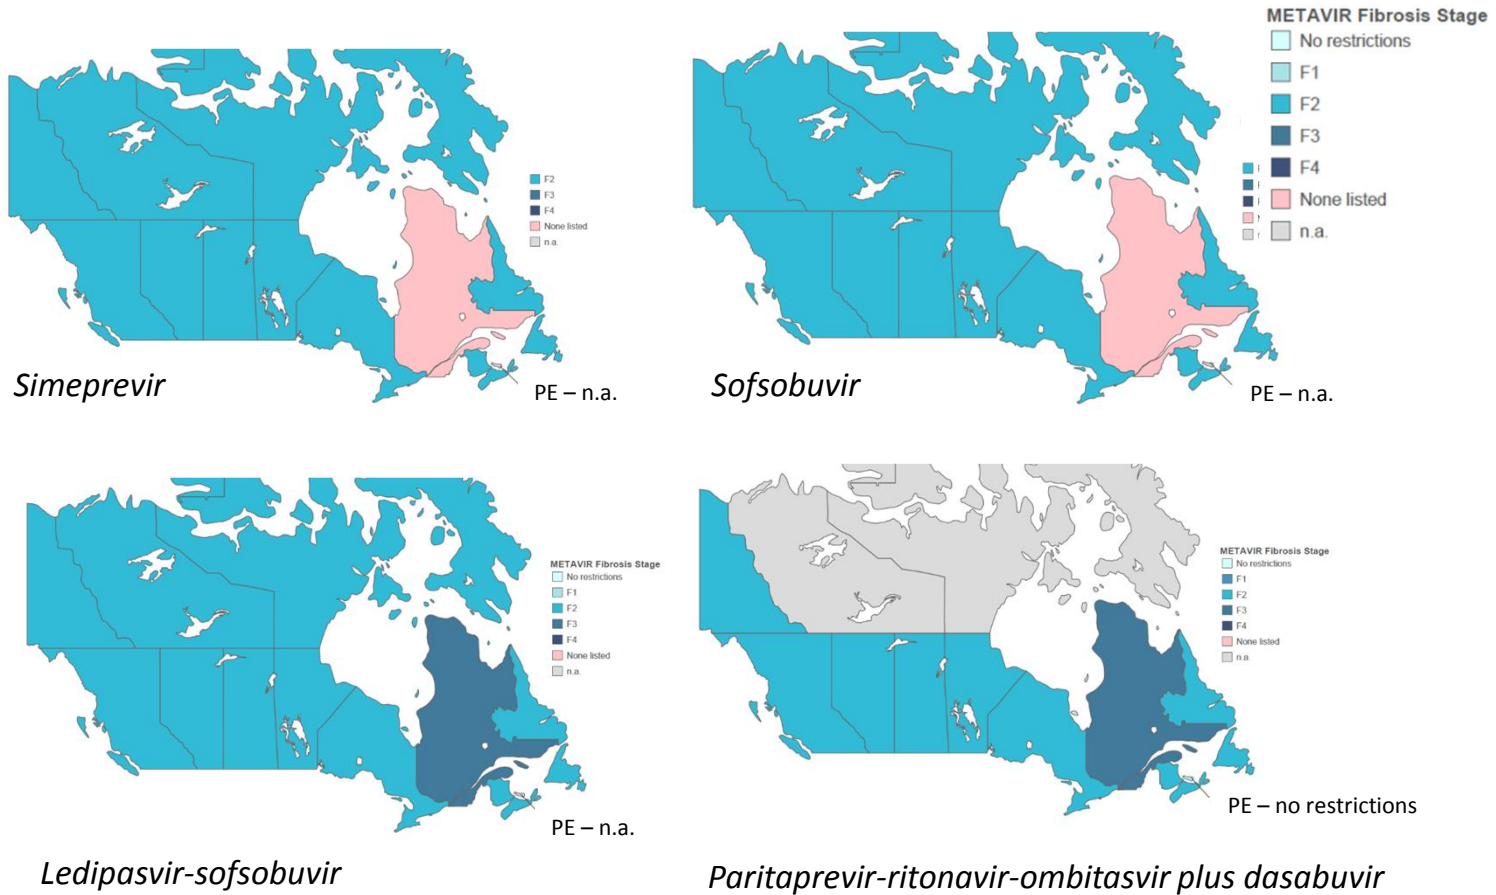 METAVIR Fibrosis Stage
No restrictions
F1
F2
F3
F4
None listed
n.a.
F2
F3
F4
None listed
n.a.
Simeprevir
PE – n.a.
Sofsobuvir
PE – n.a.
METAVIR Fibrosis Stage
No restrictions
F1
F2
F3
F4
None listed
n.a.
PE – n.a.
Ledipasvir-sofsobuvir
METAVIR Fibrosis Stage
No restrictions
F1
F2
F3
F4
None listed
n.a.
PE – no restrictions
Paritaprevir-ritonavir-ombitasvir plus dasabuvir